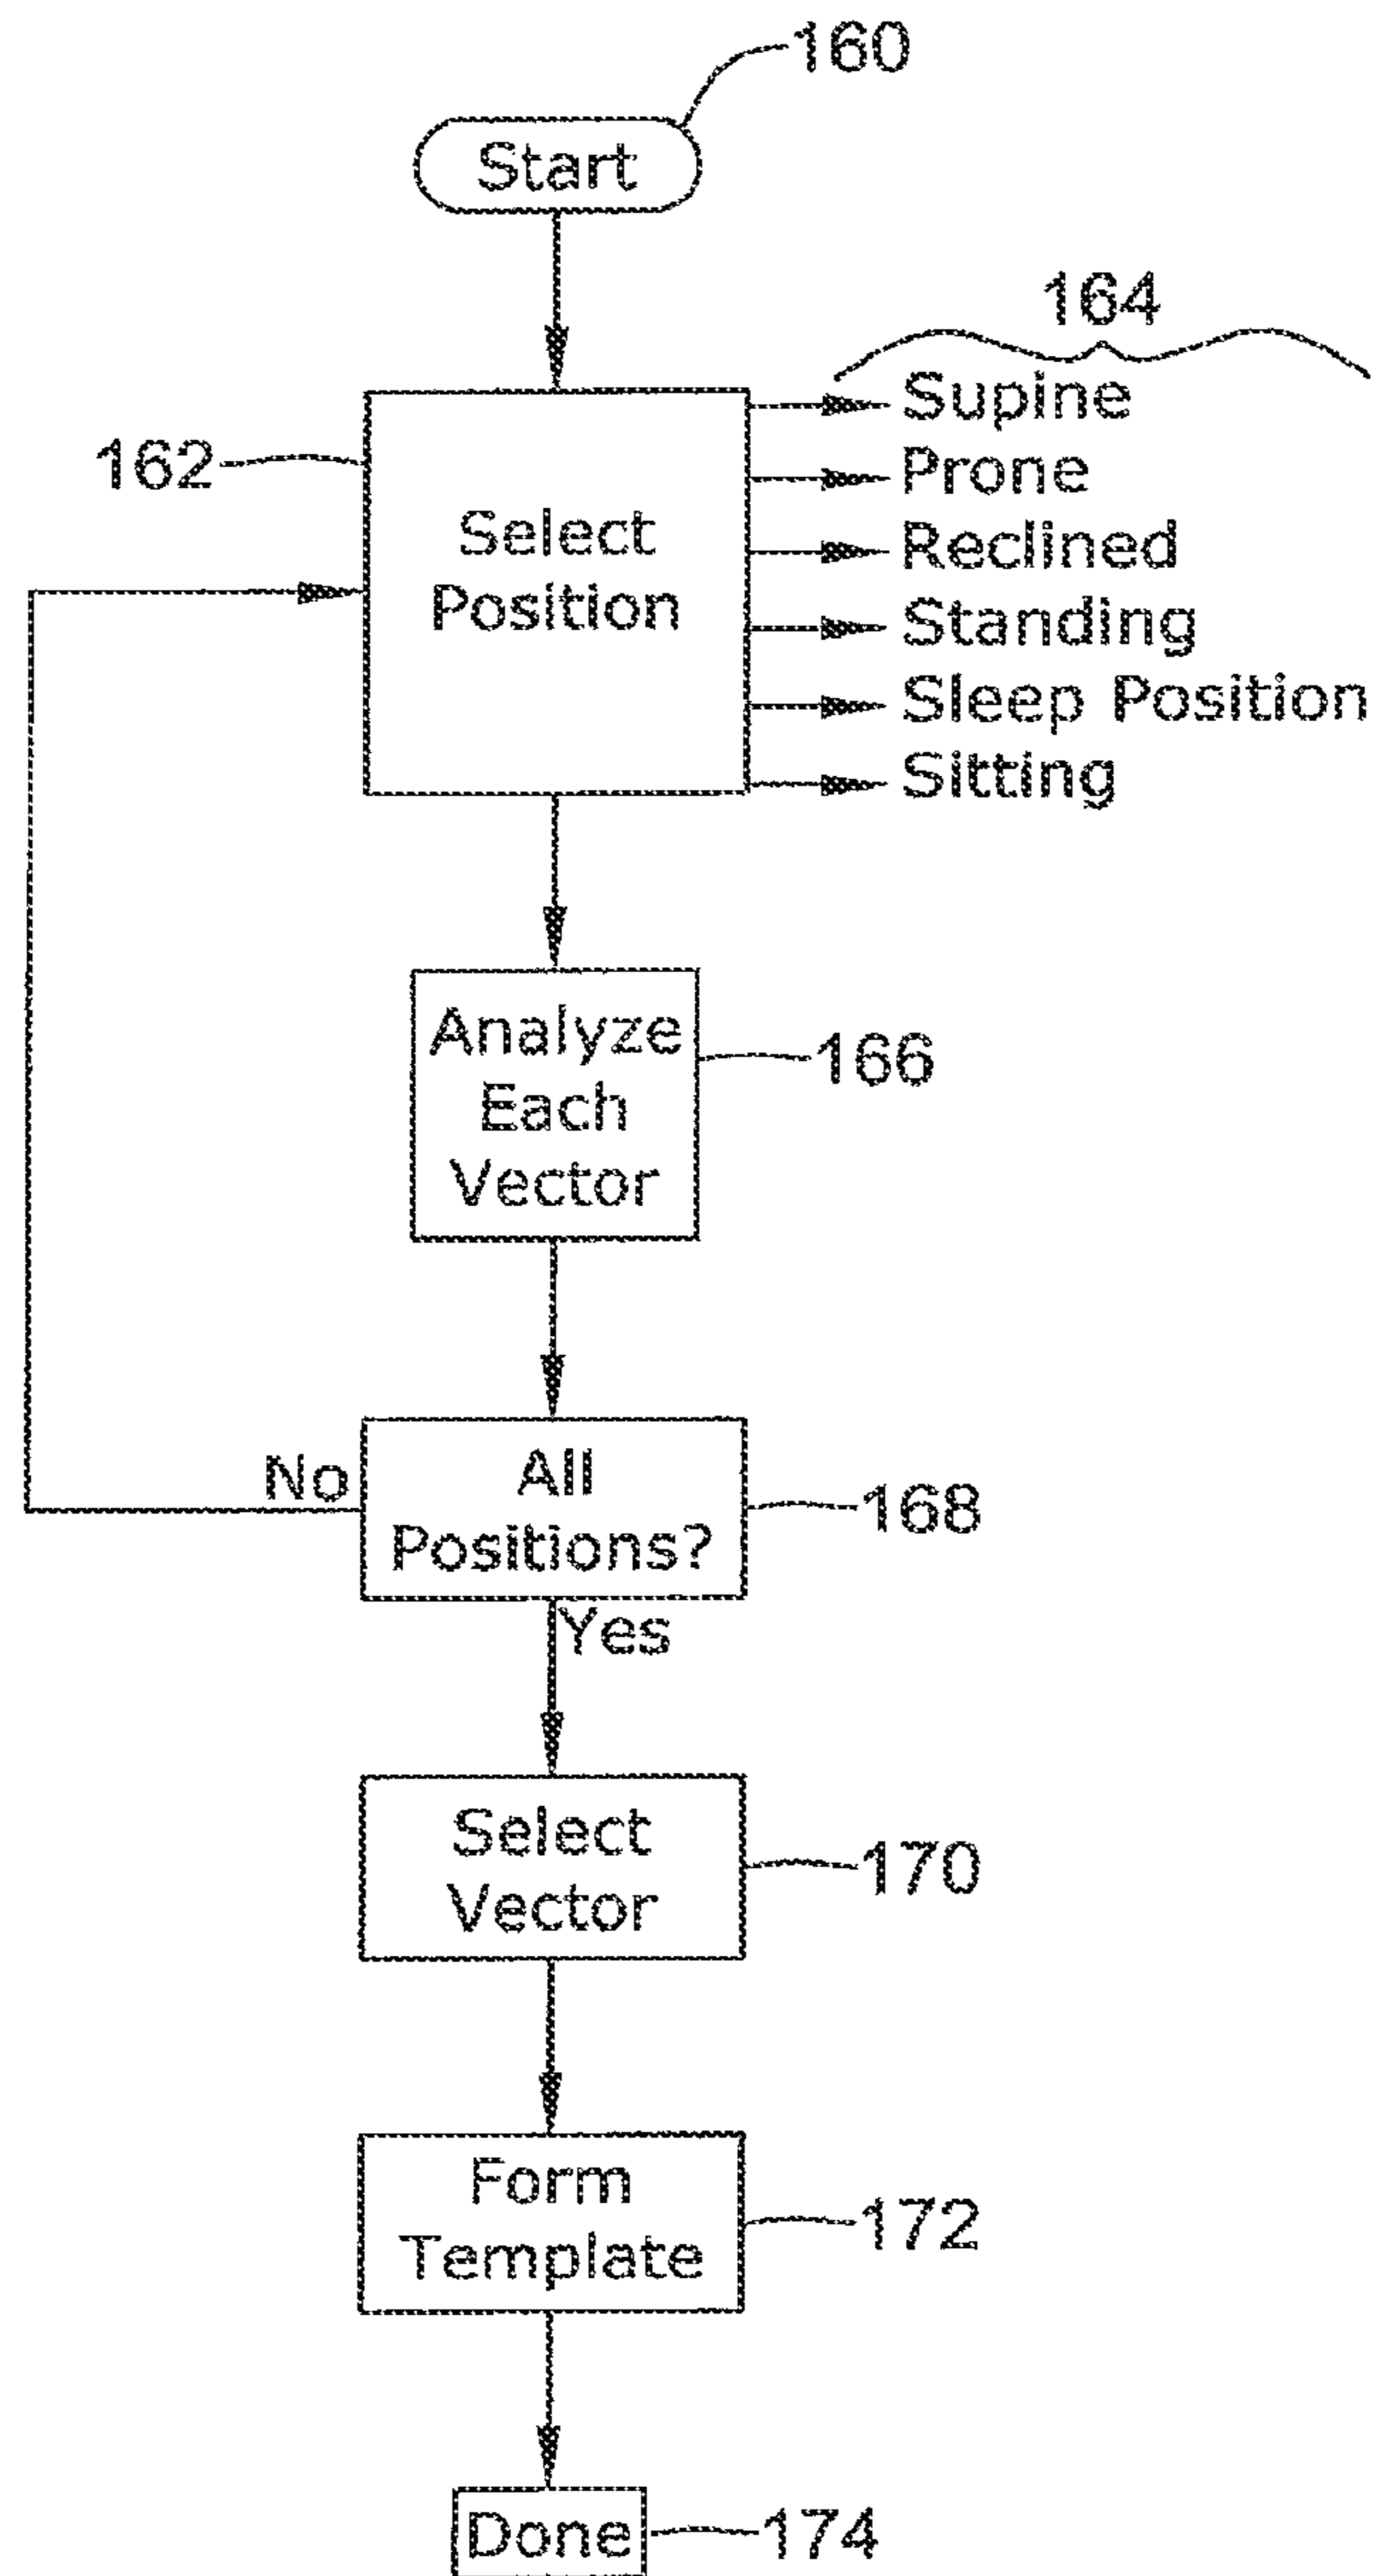 160
Start
164
162
Select
Position
Supine
Prone
Reclined
Standing
Sleep Position
Sitting
Analyze
Each
Vector
166
No
All
Positions?
168
Yes
Select
Vector
170
Form
Template
172
Done
174